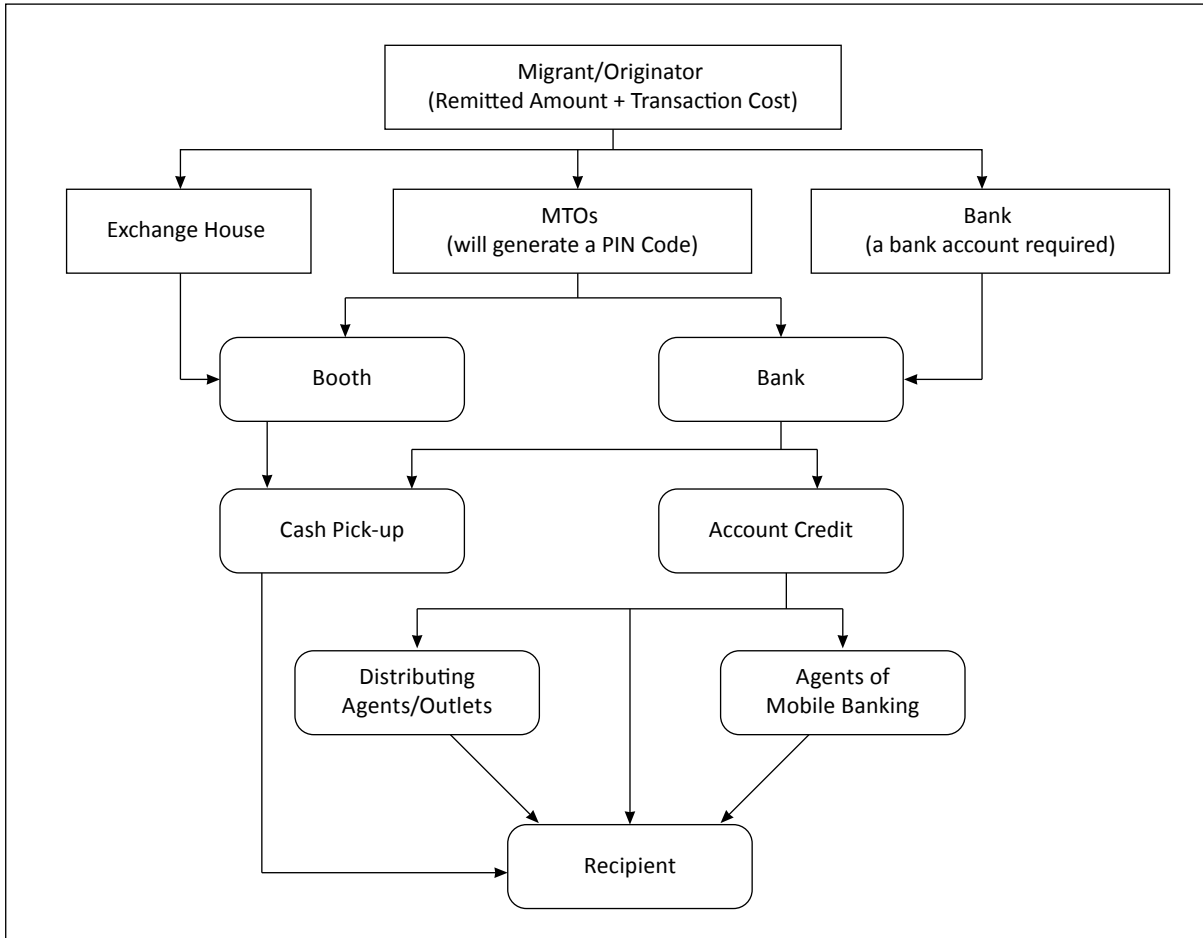 Migrant/Originator
(Remitted Amount + Transaction Cost)
Exchange House
MTOs
(will generate a PIN Code)
Bank
(a bank account required)
Booth
Bank
Cash Pick-up
Account Credit
Distributing
Agents/Outlets
Agents of
Mobile Banking
Recipient